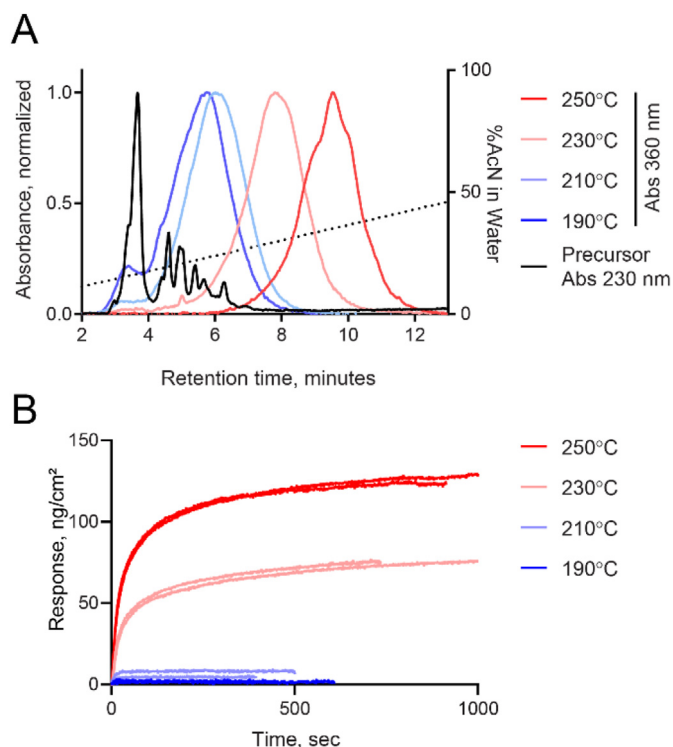 A
Absorbance, normalized
1.0
0.5
0.0
2 4 6 8 10 12
Retention time, minutes
100
50
0
%AcN in Water
250°C
230°C
210°C
190°C
Abs 360 nm
Precursor
Abs 230 nm
B
Response, ng/cm²
150
100
50
0
0 500 1000
Time, sec
250°C
230°C
210°C
190°C